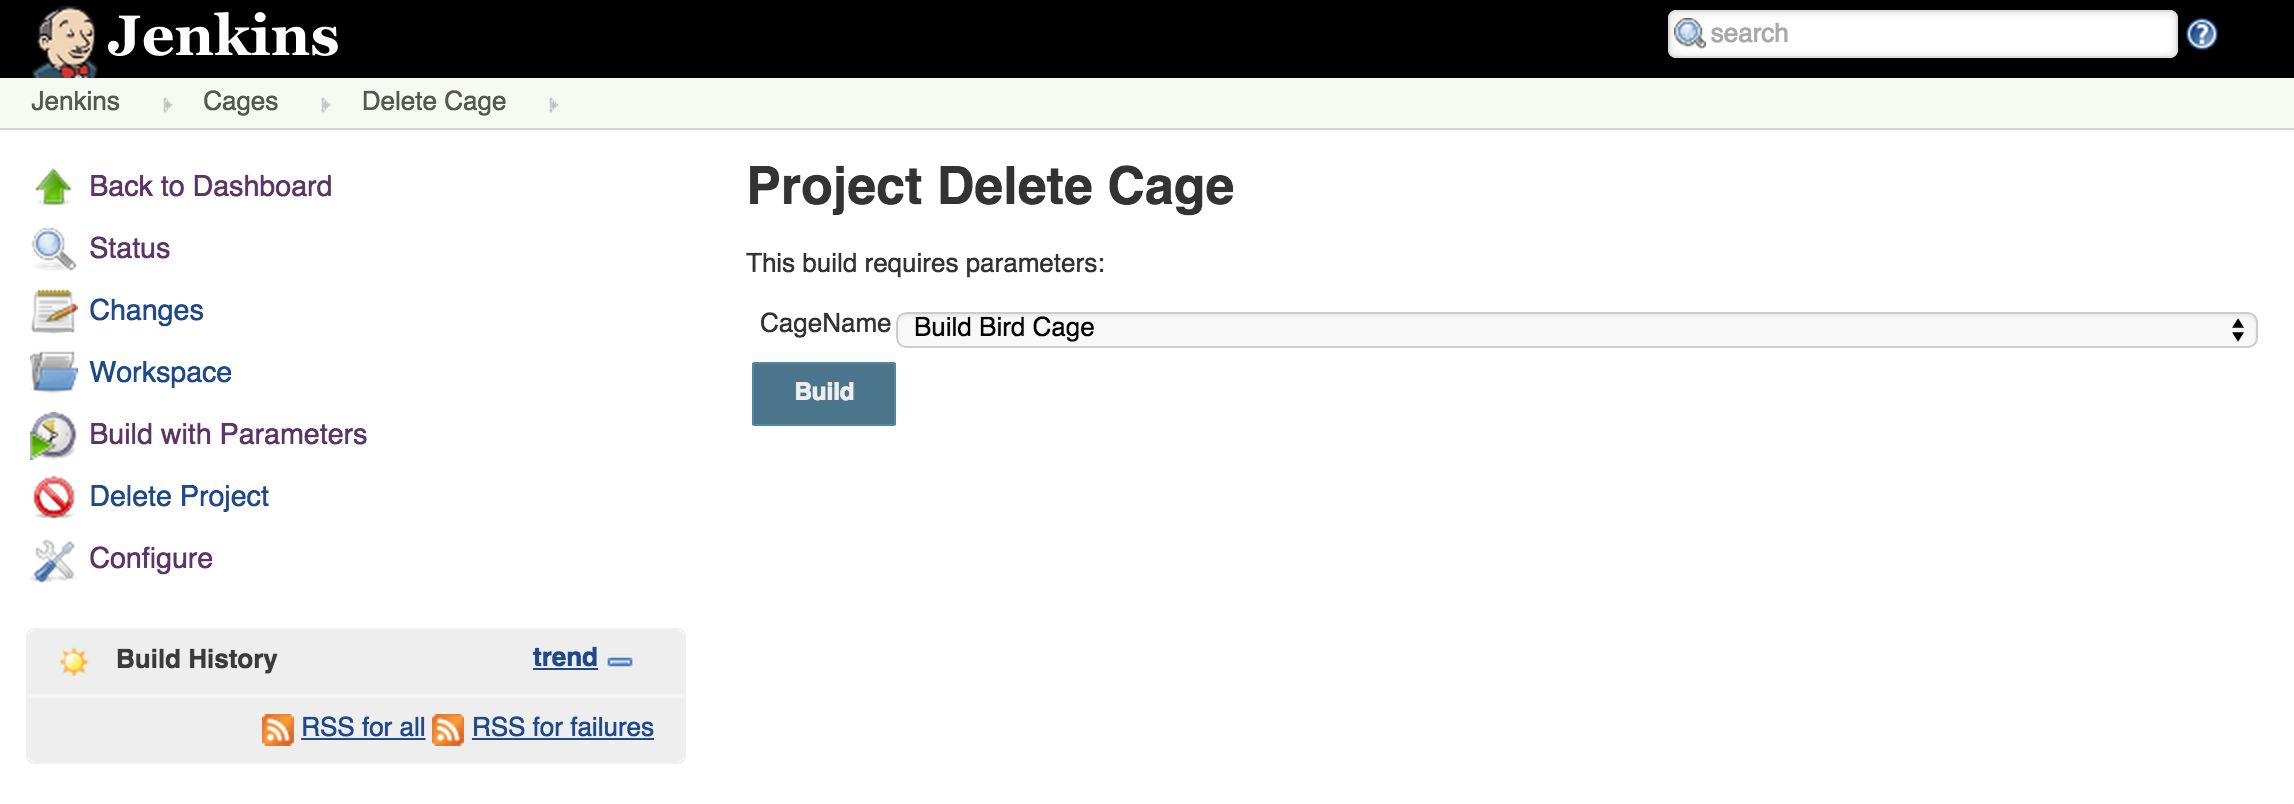 Jenkins
search
Jenkins Cages Delete Cage
Back to Dashboard
Status
Changes
Workspace
Build with Parameters
Delete Project
Configure
Build History trend
RSS for all RSS for failures
Project Delete Cage
This build requires parameters:
CageName Build Bird Cage
Build